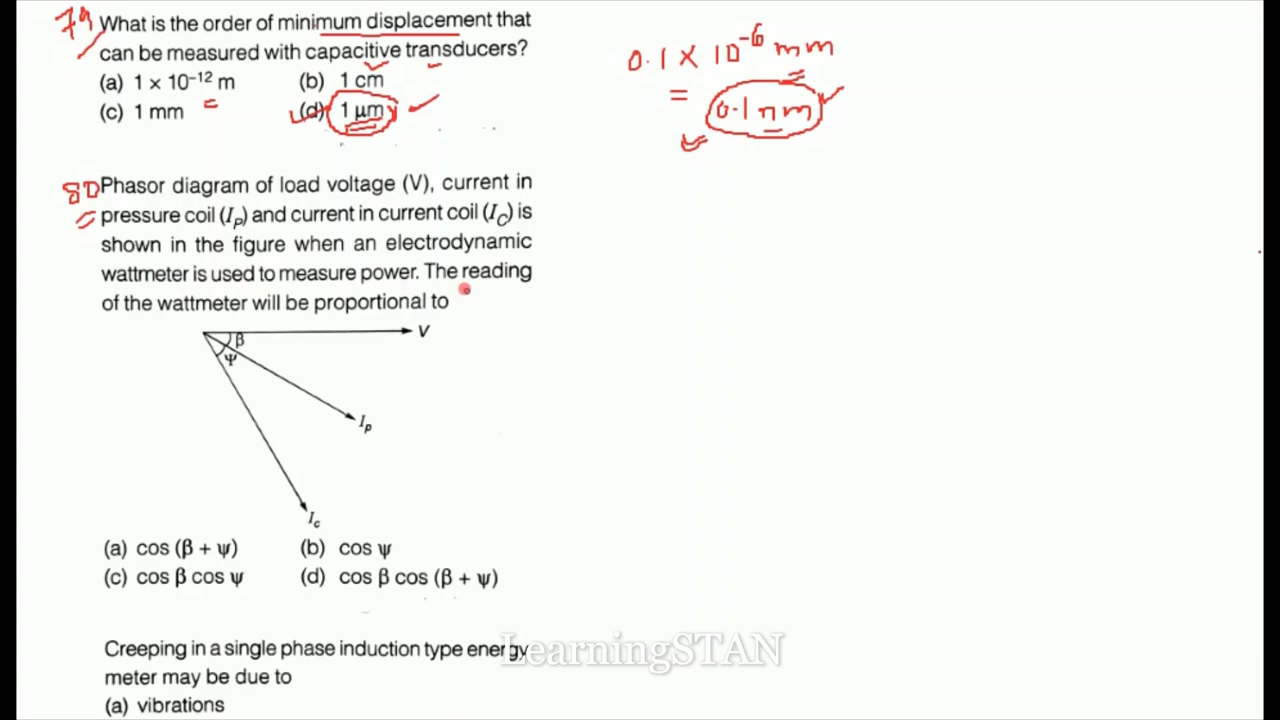 79 What is the order of minimum displacement that
can be measured with capacitive transducers?
(a) 1 × 10⁻¹² m (b) 1 cm
(c) 1 mm (d) 1 μm
0.1 × 10⁻⁶ mm
= 0.1 nm
80 Phasor diagram of load voltage (V), current in
pressure coil (Iₚ) and current in current coil (I_C) is
shown in the figure when an electrodynamic
wattmeter is used to measure power. The reading
of the wattmeter will be proportional to
β V
Ψ
Iₚ
I_c
(a) cos (β + ψ) (b) cos ψ
(c) cos β cos ψ (d) cos β cos (β + ψ)
Creeping in a single phase induction type energy
LearningSTAN
meter may be due to
(a) vibrations